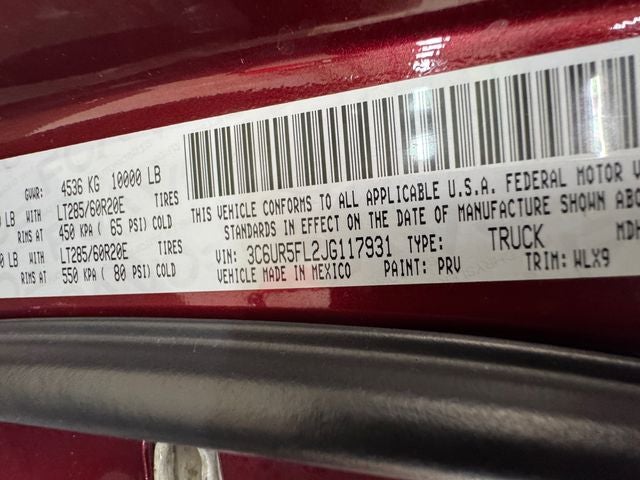 GVWR: 4536 KG 10000 LB
LB WITH LT285/60R20E TIRES
RIMS AT 450 KPA ( 65 PSI) COLD
0 LB WITH LT285/60R20E TIRES
RIMS AT 550 KPA ( 80 PSI) COLD
THIS VEHICLE CONFORMS TO ALL APPLICABLE U.S.A. FEDERAL MOTOR
STANDARDS IN EFFECT ON THE DATE OF MANUFACTURE SHOWN
VIN: 3C6UR5FL2JG117931 TYPE: TRUCK MDH
VEHICLE MADE IN MEXICO PAINT: PRV TRIM: WLX9